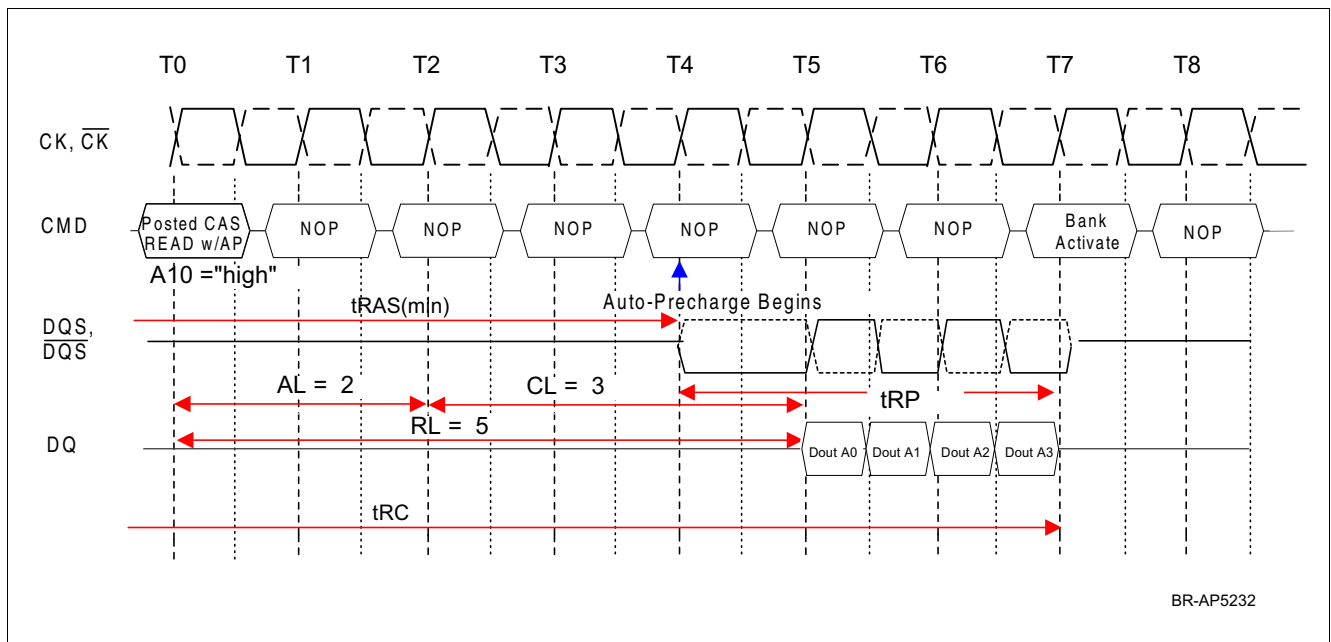 T0 T1 T2 T3 T4 T5 T6 T7 T8
CK, CK
CMD
Posted CAS
READ w/AP
NOP NOP NOP NOP NOP NOP
Bank
Activate
NOP
A10 ="high"
tRAS(min)
Auto-Precharge Begins
DQS,
DQS
AL = 2
CL = 3
tRP
RL = 5
DQ
Dout A0 Dout A1 Dout A2 Dout A3
tRC
BR-AP5232